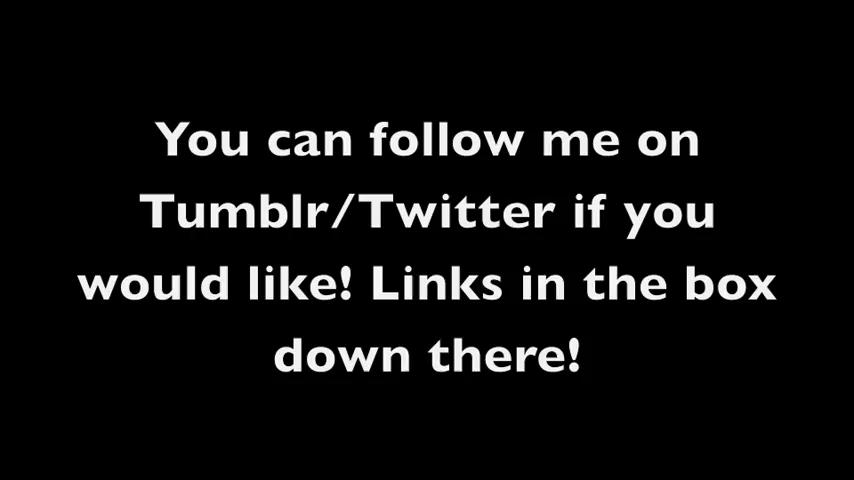 You can follow me on
Tumblr/Twitter if you
would like! Links in the box
down there!